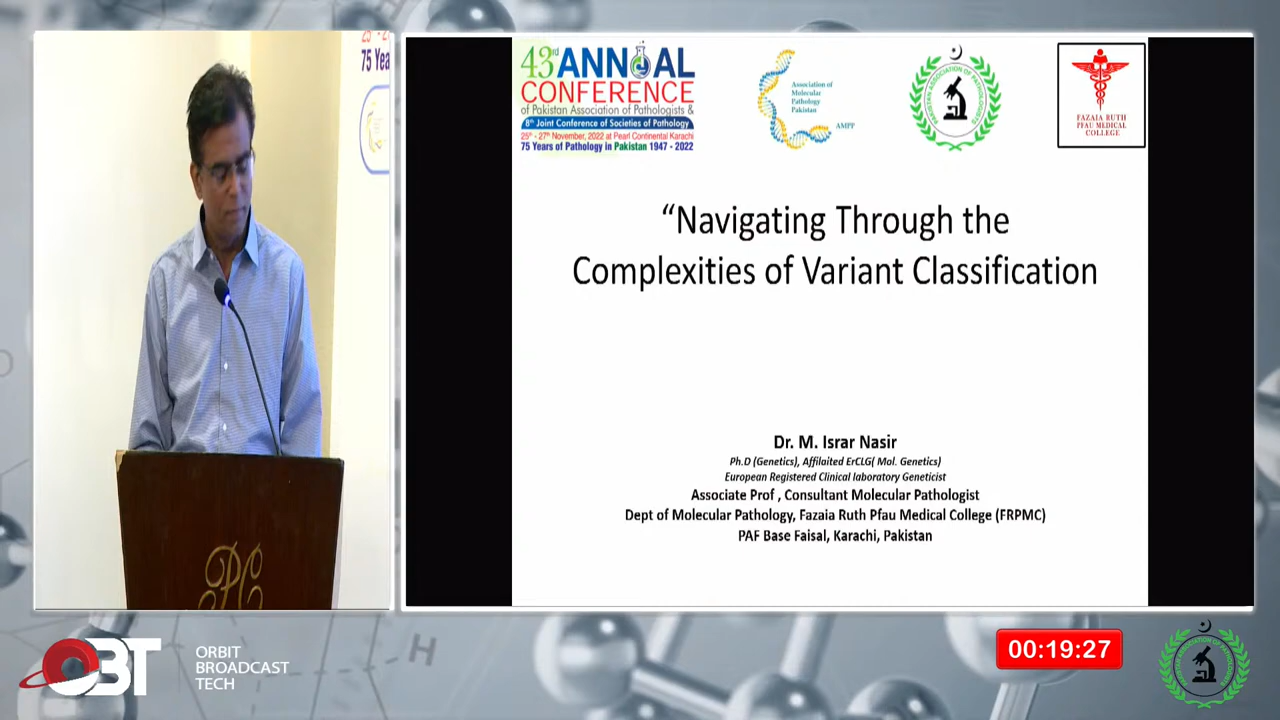 75 Yea
43rd ANNUAL
CONFERENCE
of Pakistan Association of Pathologists &
8th Joint Conference of Societies of Pathology
25th - 27th November, 2022 at Pearl Continental Karachi
75 Years of Pathology in Pakistan 1947 - 2022
Association of
Molecular
Pathology
Pakistan
AMPP
FAZAIA RUTH
PFAU MEDICAL
COLLEGE
“Navigating Through the
Complexities of Variant Classification
Dr. M. Israr Nasir
Ph.D (Genetics), Affilaited ErCLG( Mol. Genetics)
European Registered Clinical laboratory Geneticist
Associate Prof , Consultant Molecular Pathologist
Dept of Molecular Pathology, Fazaia Ruth Pfau Medical College (FRPMC)
PAF Base Faisal, Karachi, Pakistan
PC
H
OBT
ORBIT
BROADCAST
TECH
00:19:27